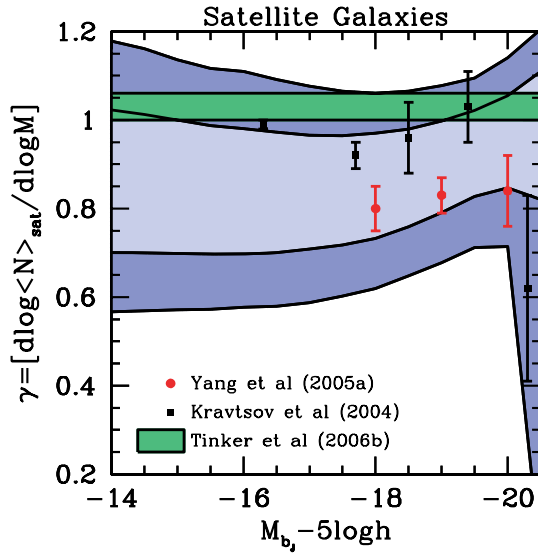 Satellite Galaxies
γ=[dlog<N>sat/dlogM]
1.2
1
0.8
0.6
0.4
0.2
Yang et al (2005a)
Kravtsov et al (2004)
Tinker et al (2006b)
−14
−16
−18
−20
MbJ−5logh